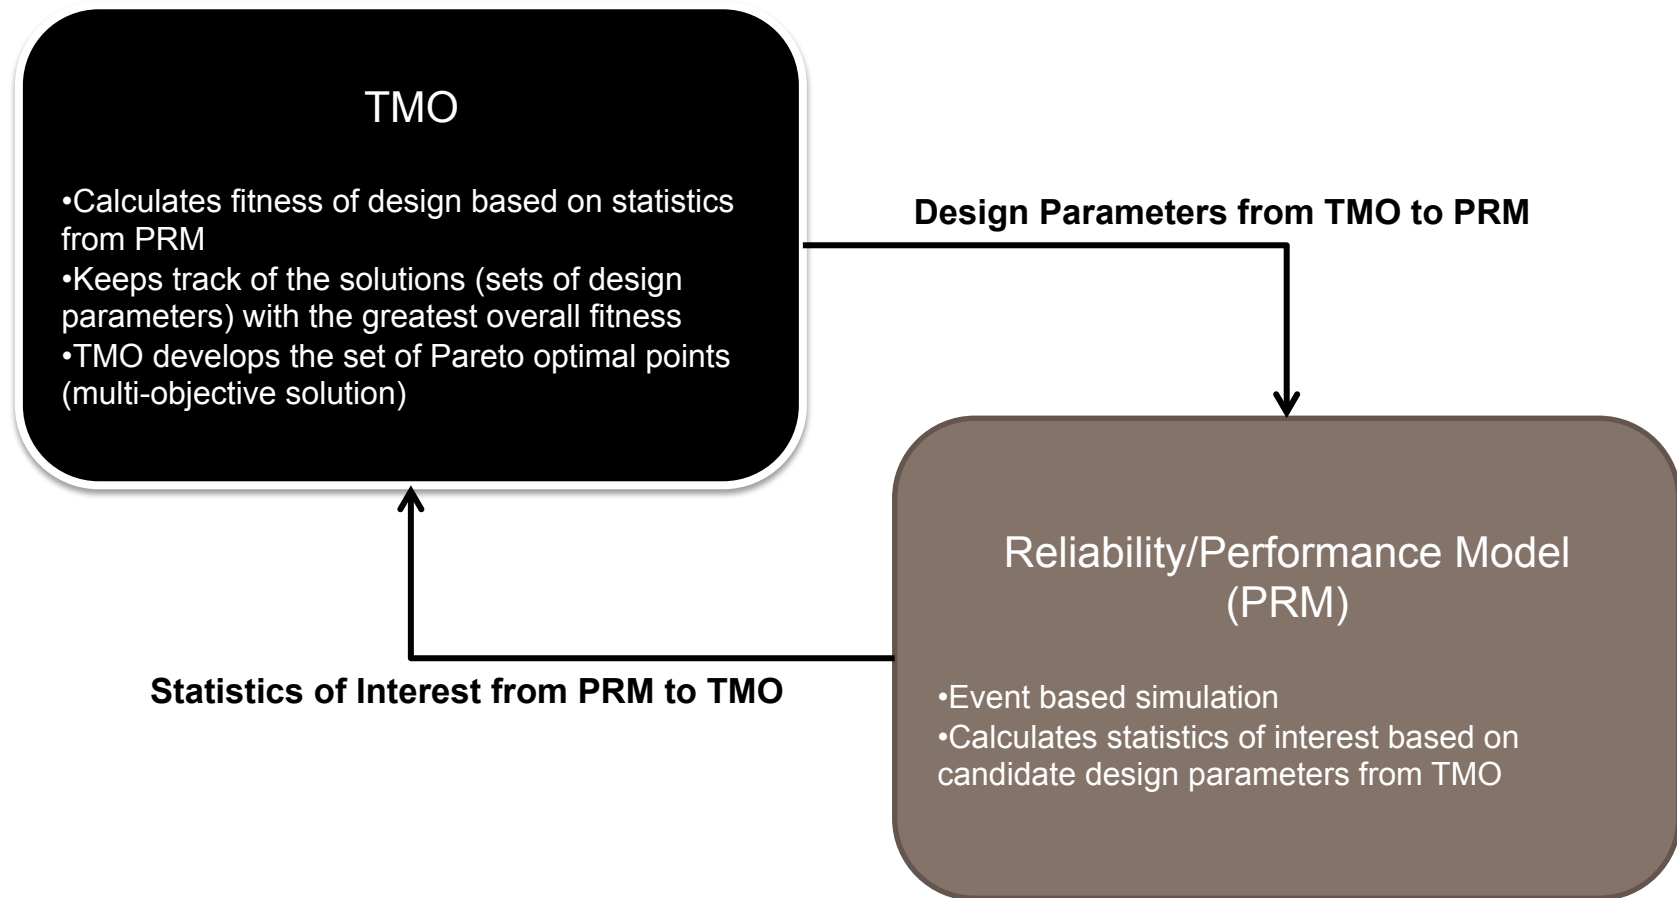 TMO
•Calculates fitness of design based on statistics
from PRM
•Keeps track of the solutions (sets of design
parameters) with the greatest overall fitness
•TMO develops the set of Pareto optimal points
(multi-objective solution)
Design Parameters from TMO to PRM
Statistics of Interest from PRM to TMO
Reliability/Performance Model
(PRM)
•Event based simulation
•Calculates statistics of interest based on
candidate design parameters from TMO